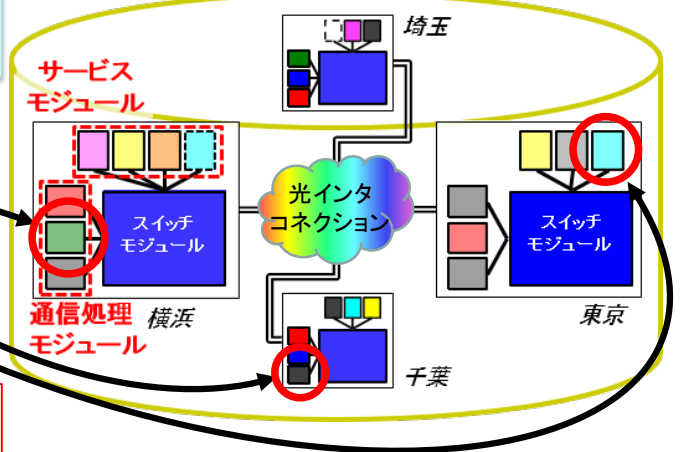 埼玉
サービス
モジュール
スイッチ
モジュール
光インタ
コネクション
スイッチ
モジュール
通信処理
モジュール
横浜
東京
千葉